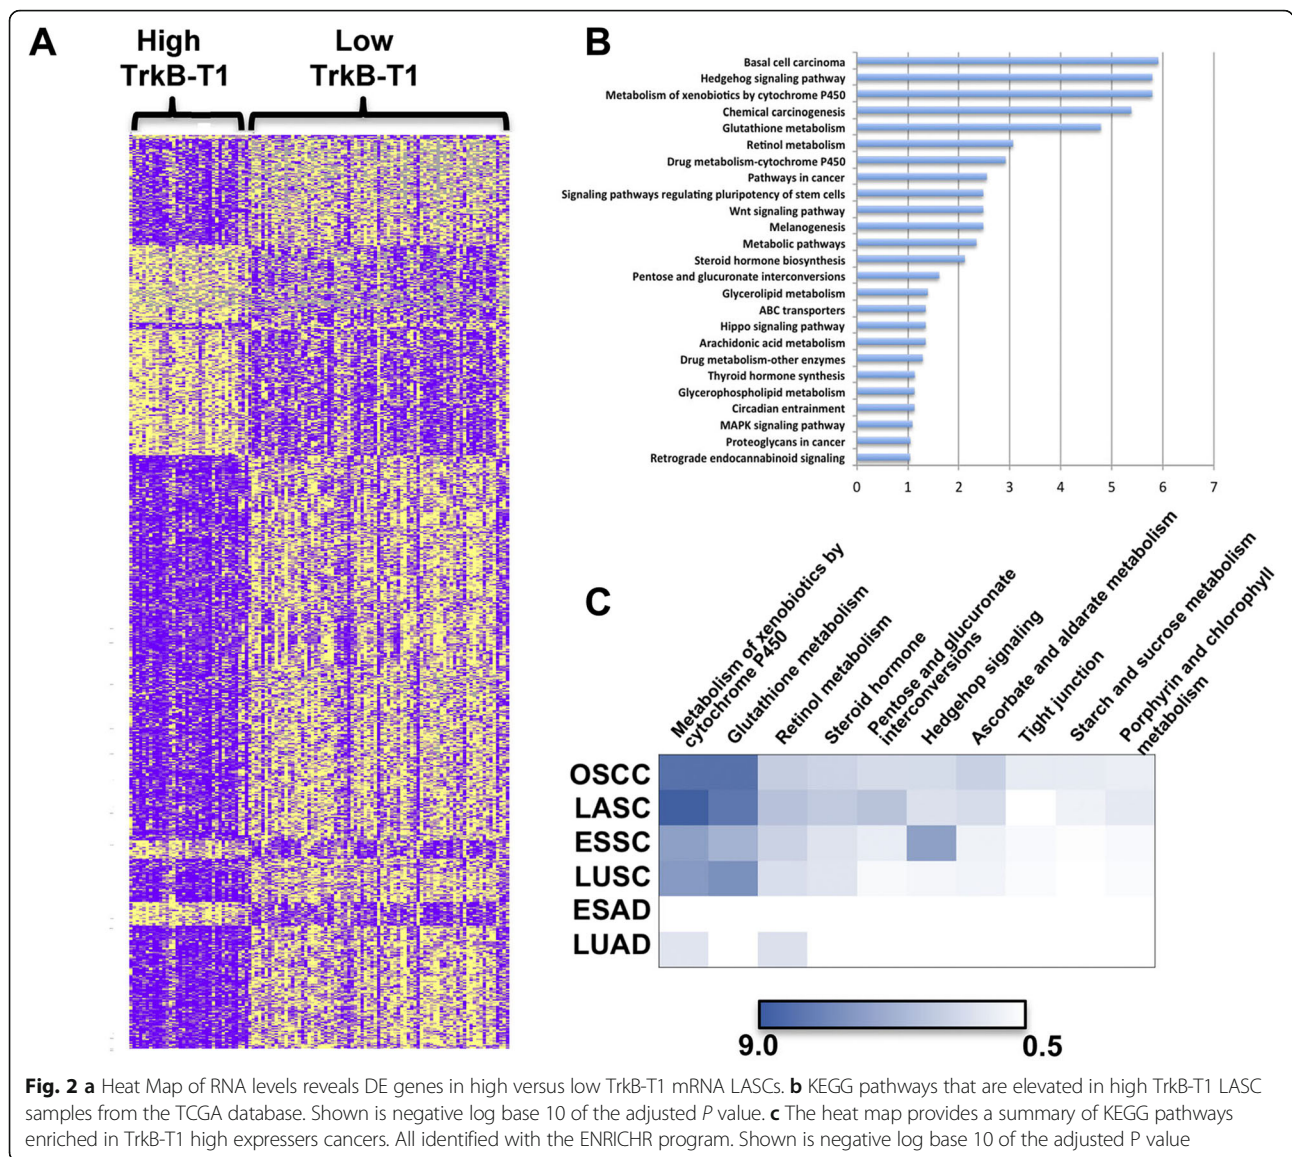 A
High
TrkB-T1
Low
TrkB-T1
B
Basal cell carcinoma
Hedgehog signaling pathway
Metabolism of xenobiotics by cytochrome P450
Chemical carcinogenesis
Glutathione metabolism
Retinol metabolism
Drug metabolism-cytochrome P450
Pathways in cancer
Signaling pathways regulating pluripotency of stem cells
Wnt signaling pathway
Melanogenesis
Metabolic pathways
Steroid hormone biosynthesis
Pentose and glucuronate interconversions
Glycerolipid metabolism
ABC transporters
Hippo signaling pathway
Arachidonic acid metabolism
Drug metabolism-other enzymes
Thyroid hormone synthesis
Glycerophospholipid metabolism
Circadian entrainment
MAPK signaling pathway
Proteoglycans in cancer
Retrograde endocannabinoid signaling
0 1 2 3 4 5 6 7
C
Metabolism of xenobiotics by
cytochrome P450
Glutathione metabolism
Retinol metabolism
Steroid hormone
Pentose and glucuronate
interconversions
Hedgehog signaling
Ascorbate and aldarate metabolism
Tight junction
Starch and sucrose metabolism
Porphyrin and chlorophyll
metabolism
OSCC
LASC
ESSC
LUSC
ESAD
LUAD
9.0 0.5
Fig. 2 a Heat Map of RNA levels reveals DE genes in high versus low TrkB-T1 mRNA LASCs. b KEGG pathways that are elevated in high TrkB-T1 LASC
samples from the TCGA database. Shown is negative log base 10 of the adjusted P value. c The heat map provides a summary of KEGG pathways
enriched in TrkB-T1 high expressers cancers. All identified with the ENRICHR program. Shown is negative log base 10 of the adjusted P value